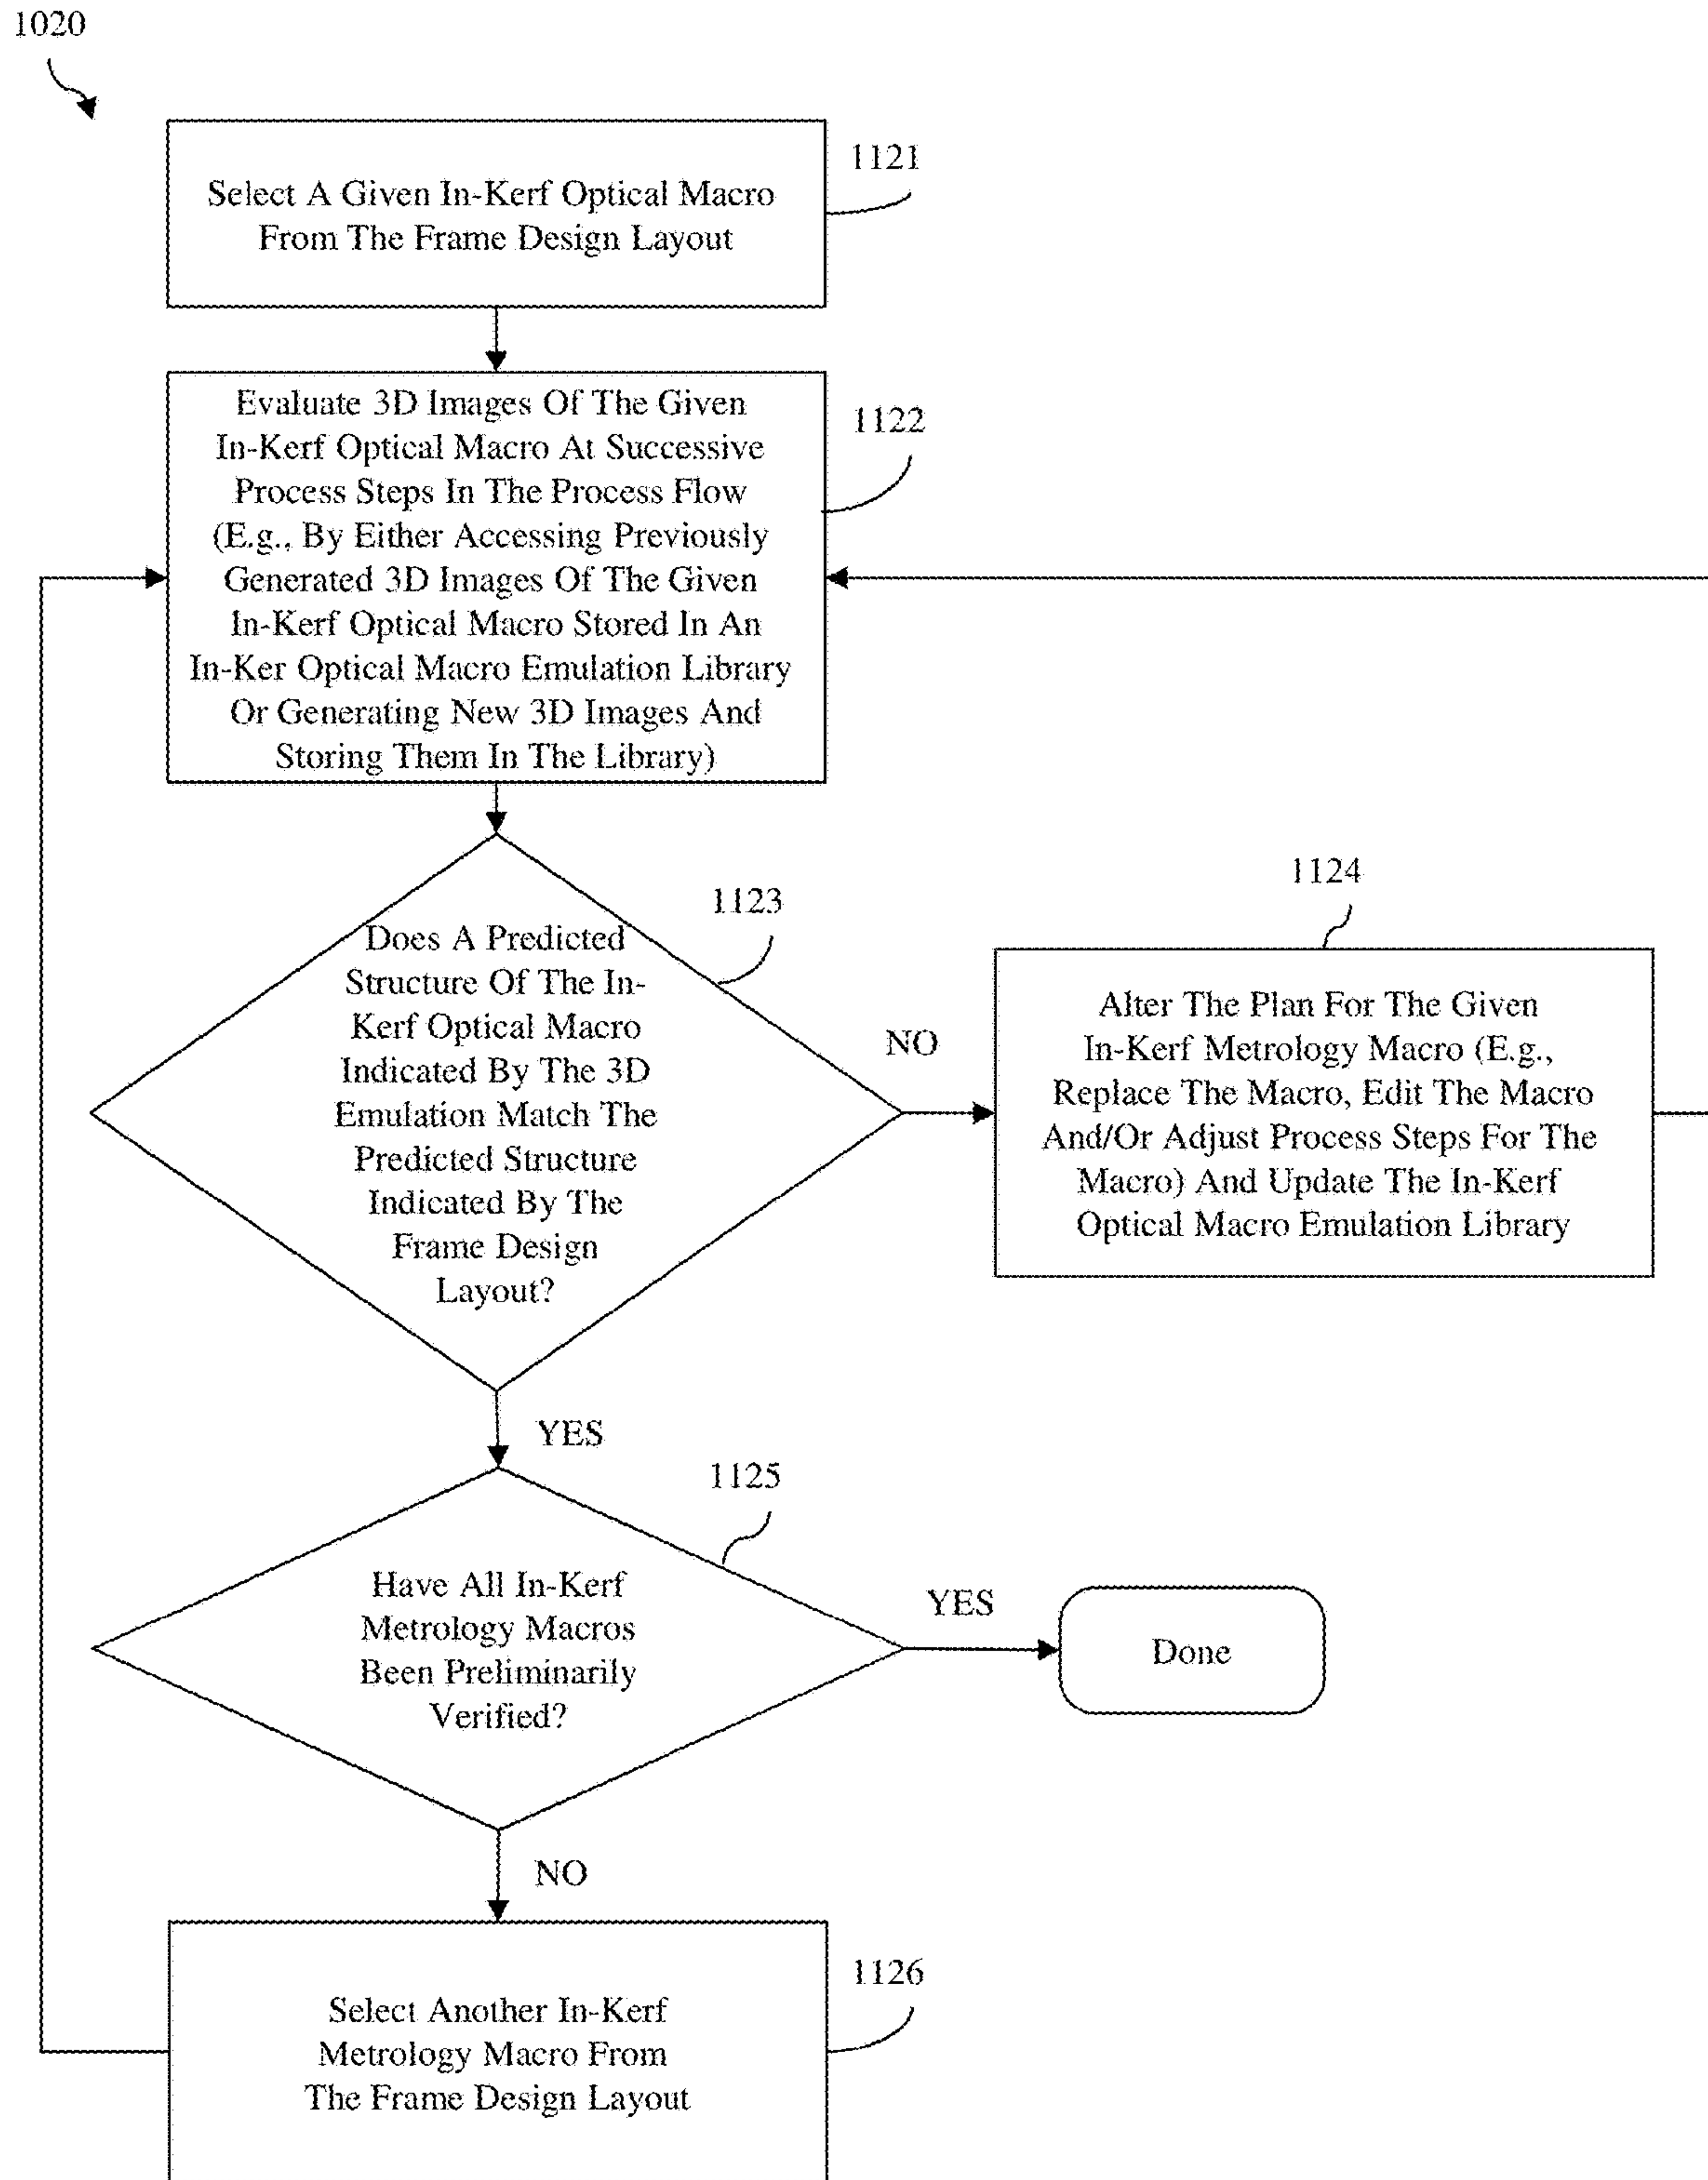 1020
1121
Select A Given In-Kerf Optical Macro
From The Frame Design Layout
1122
Evaluate 3D Images Of The Given
In-Kerf Optical Macro At Successive
Process Steps In The Process Flow
(E.g., By Either Accessing Previously
Generated 3D Images Of The Given
In-Kerf Optical Macro Stored In An
In-Ker Optical Macro Emulation Library
Or Generating New 3D Images And
Storing Them In The Library)
1123
Does A Predicted
Structure Of The In-
Kerf Optical Macro
Indicated By The 3D
Emulation Match The
Predicted Structure
Indicated By The
Frame Design
Layout?
NO
1124
Alter The Plan For The Given
In-Kerf Metrology Macro (E.g.,
Replace The Macro, Edit The Macro
And/Or Adjust Process Steps For The
Macro) And Update The In-Kerf
Optical Macro Emulation Library
YES
1125
Have All In-Kerf
Metrology Macros
Been Preliminarily
Verified?
YES
Done
NO
1126
Select Another In-Kerf
Metrology Macro From
The Frame Design Layout